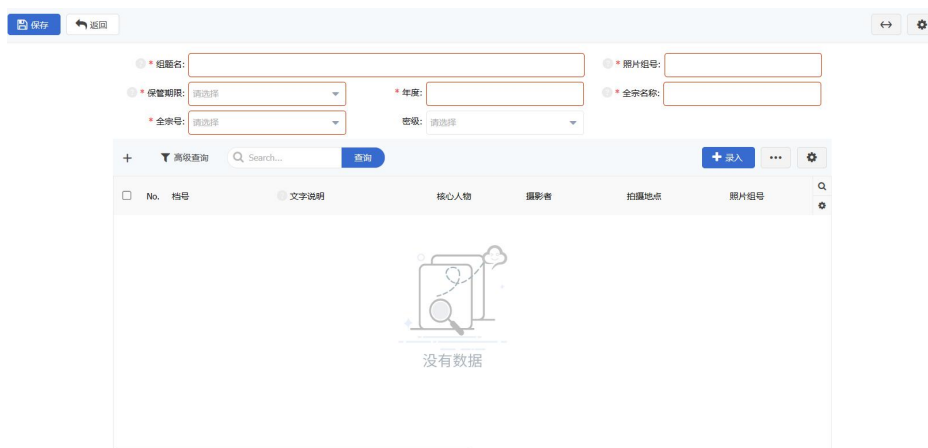 保存 返回
* 组题名: * 照片组号:
* 保管期限: 请选择 * 年度: * 全宗名称:
* 全宗号: 请选择 密级: 请选择
+ 高级查询 Search... 查询 + 录入 •••
No. 档号 文字说明 核心人物 摄影者 拍摄地点 照片组号
没有数据